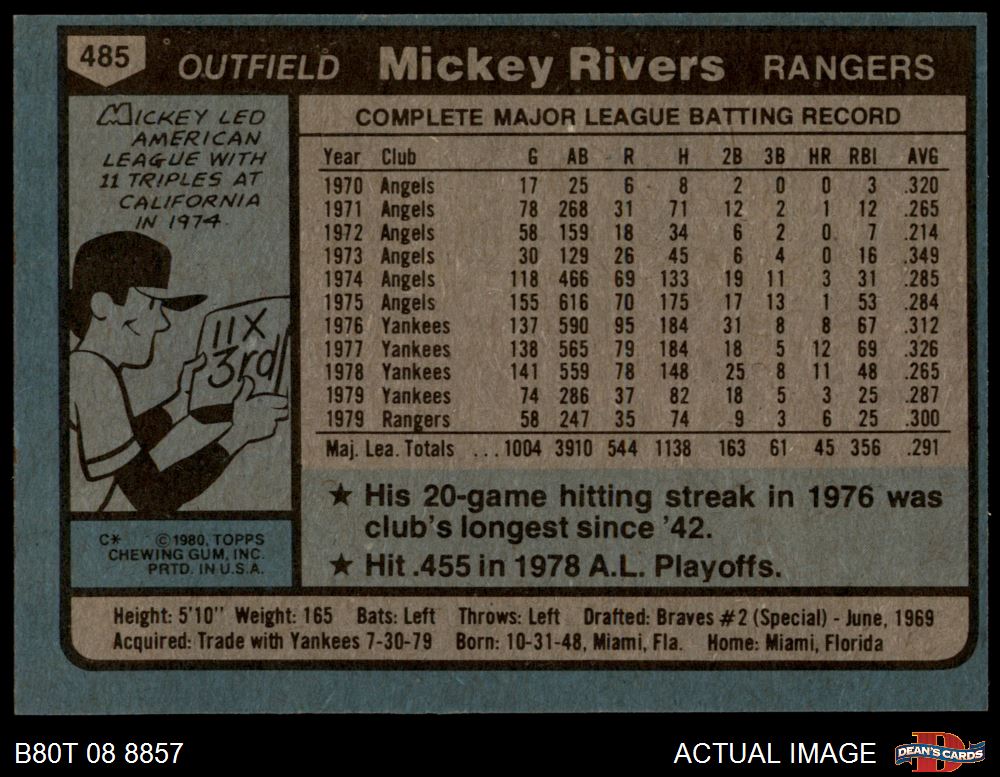 485 OUTFIELD Mickey Rivers RANGERS
MICKEY LED
AMERICAN
LEAGUE WITH
11 TRIPLES AT
CALIFORNIA
IN 1974.
11 X
3rd
C* ©1980, TOPPS
CHEWING GUM, INC.
PRTD. IN U.S.A.
COMPLETE MAJOR LEAGUE BATTING RECORD
Year Club G AB R H 2B 3B HR RBI AVG
1970 Angels 17 25 6 8 2 0 0 3 .320
1971 Angels 78 268 31 71 12 2 1 12 .265
1972 Angels 58 159 18 34 6 2 0 7 .214
1973 Angels 30 129 26 45 6 4 0 16 .349
1974 Angels 118 466 69 133 19 11 3 31 .285
1975 Angels 155 616 70 175 17 13 1 53 .284
1976 Yankees 137 590 95 184 31 8 8 67 .312
1977 Yankees 138 565 79 184 18 5 12 69 .326
1978 Yankees 141 559 78 148 25 8 11 48 .265
1979 Yankees 74 286 37 82 18 5 3 25 .287
1979 Rangers 58 247 35 74 9 3 6 25 .300
Maj. Lea. Totals ...1004 3910 544 1138 163 61 45 356 .291
★ His 20-game hitting streak in 1976 was
club's longest since '42.
★ Hit .455 in 1978 A.L. Playoffs.
Height: 5'10" Weight: 165 Bats: Left Throws: Left Drafted: Braves #2 (Special) - June, 1969
Acquired: Trade with Yankees 7-30-79 Born: 10-31-48, Miami, Fla. Home: Miami, Florida
B80T 08 8857
ACTUAL IMAGE
D
DEAN'S CARDS